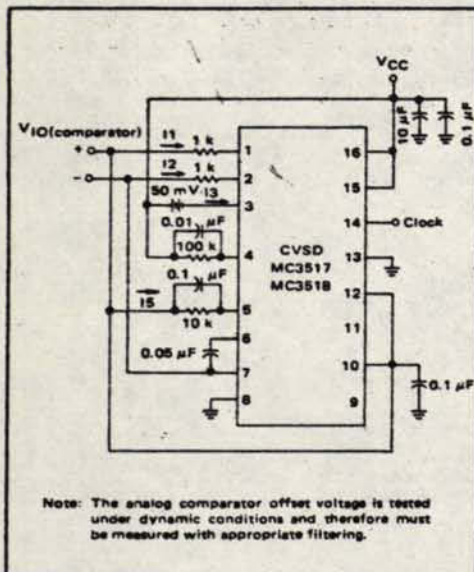 VCC
VIO(comparator)
+
I1
1 k
1
16
10 µF
0.1 µF
-
I2
1 k
2
15
50 mV
I3
3
14
Clock
0.01 µF
100 k
4
CVSD
MC3517
MC3518
13
0.1 µF
12
I5
10 k
5
11
6
0.05 µF
7
10
0.1 µF
8
9
Note: The analog comparator offset voltage is tested
under dynamic conditions and therefore must
be measured with appropriate filtering.